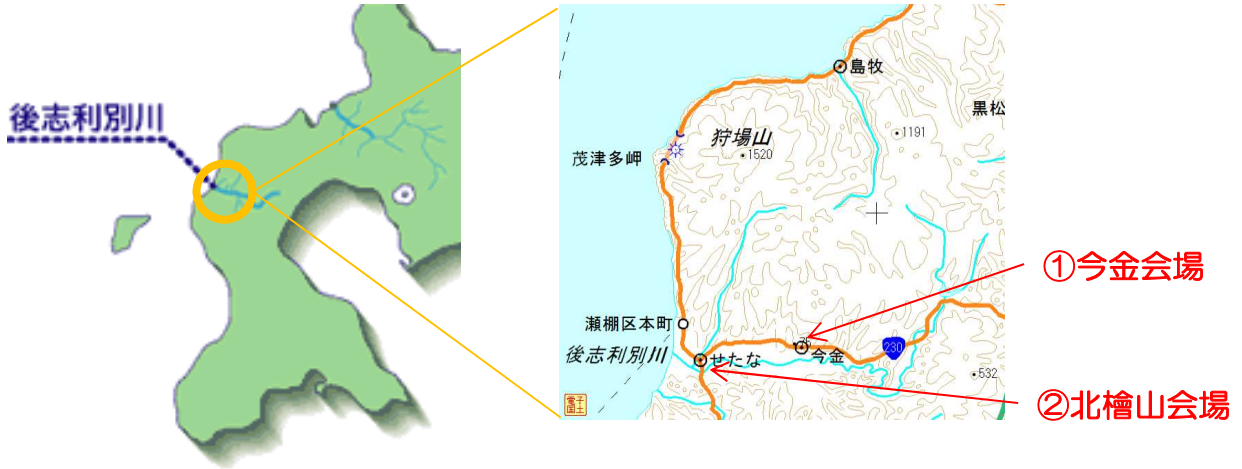 後志利別川
島牧
黒松
1191
狩場山
1520
茂津多岬
①今金会場
瀬棚区本町
後志利別川
せたな
今金
230
532
②北檜山会場